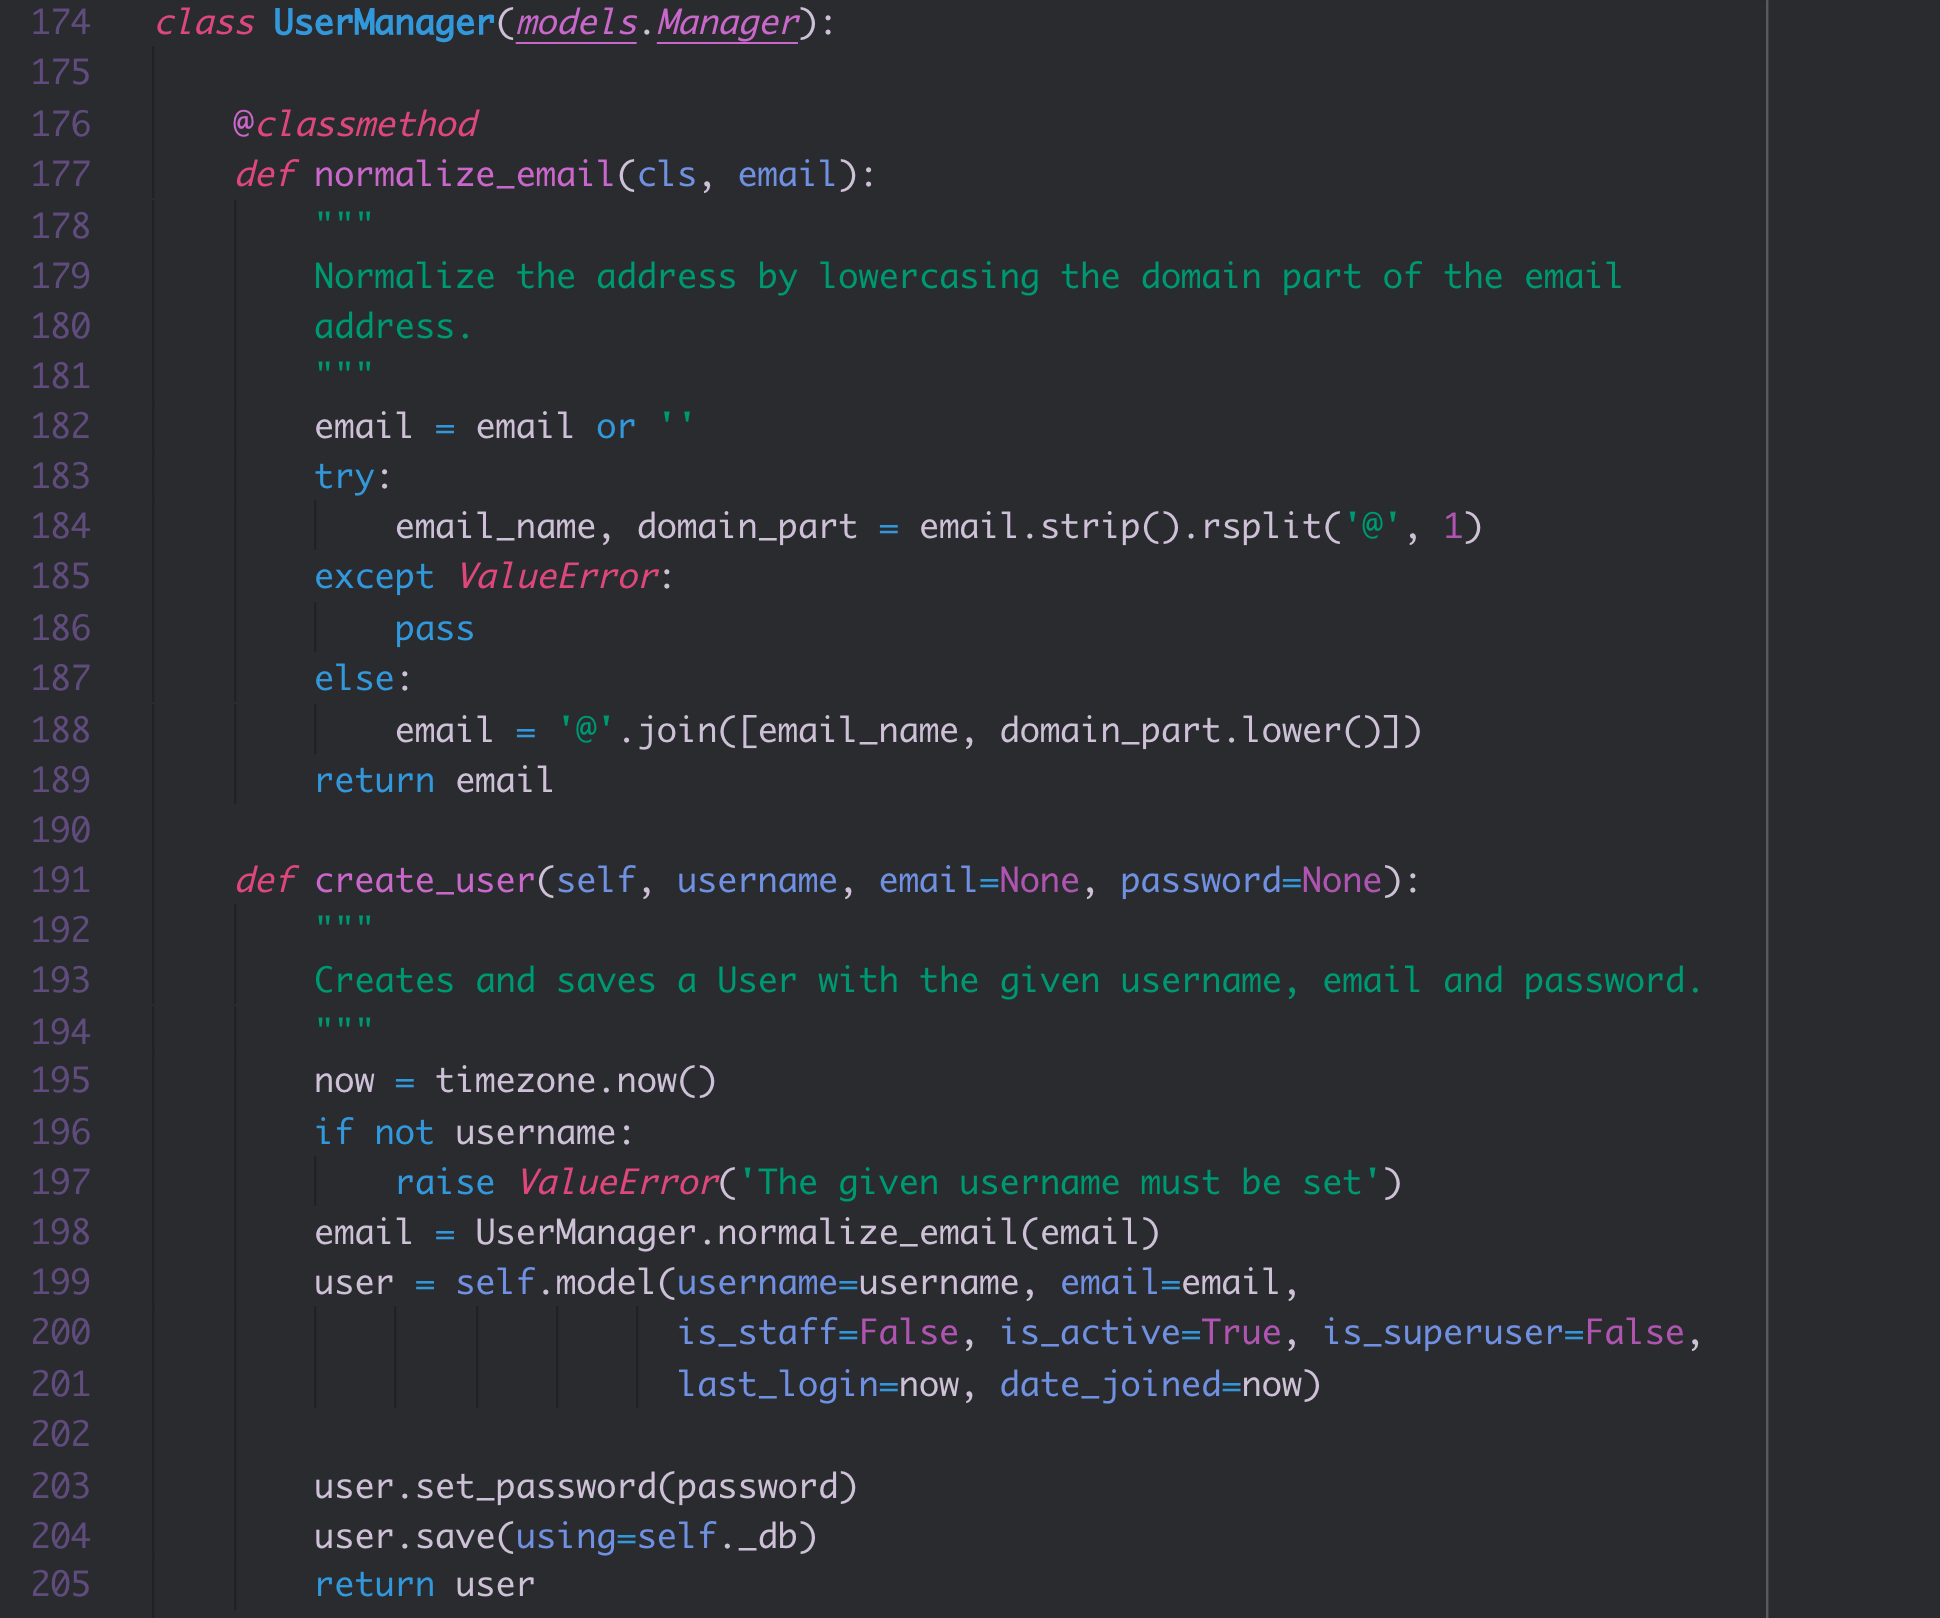 174 class UserManager(models.Manager):
175
176     @classmethod
177     def normalize_email(cls, email):
178         """
179         Normalize the address by lowercasing the domain part of the email
180         address.
181         """
182         email = email or ''
183         try:
184             email_name, domain_part = email.strip().rsplit('@', 1)
185         except ValueError:
186             pass
187         else:
188             email = '@'.join([email_name, domain_part.lower()])
189         return email
190
191     def create_user(self, username, email=None, password=None):
192         """
193         Creates and saves a User with the given username, email and password.
194         """
195         now = timezone.now()
196         if not username:
197             raise ValueError('The given username must be set')
198         email = UserManager.normalize_email(email)
199         user = self.model(username=username, email=email,
200                           is_staff=False, is_active=True, is_superuser=False,
201                           last_login=now, date_joined=now)
202
203         user.set_password(password)
204         user.save(using=self._db)
205         return user